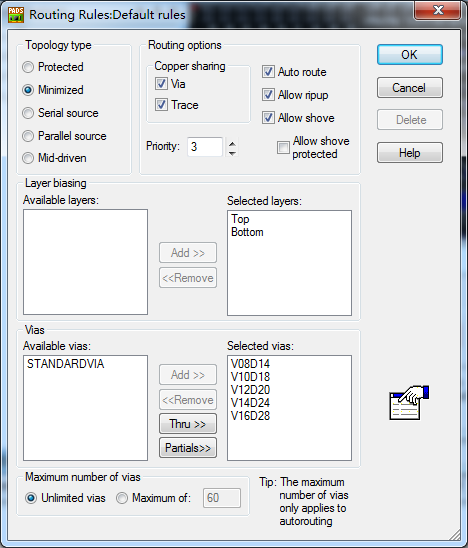 PADS
Routing Rules:Default rules
Topology type
Protected
Minimized
Serial source
Parallel source
Mid-driven
Routing options
Copper sharing
Via
Trace
Auto route
Allow ripup
Allow shove
Priority: 3
Allow shove
protected
OK
Cancel
Delete
Help
Layer biasing
Available layers:
Add >>
<<Remove
Selected layers:
Top
Bottom
Vias
Available vias:
STANDARDVIA
Add >>
<<Remove
Thru >>
Partials>>
Selected vias:
V08D14
V10D18
V12D20
V14D24
V16D28
Maximum number of vias
Unlimited vias
Maximum of: 60
Tip: The maximum
number of vias
only applies to
autorouting